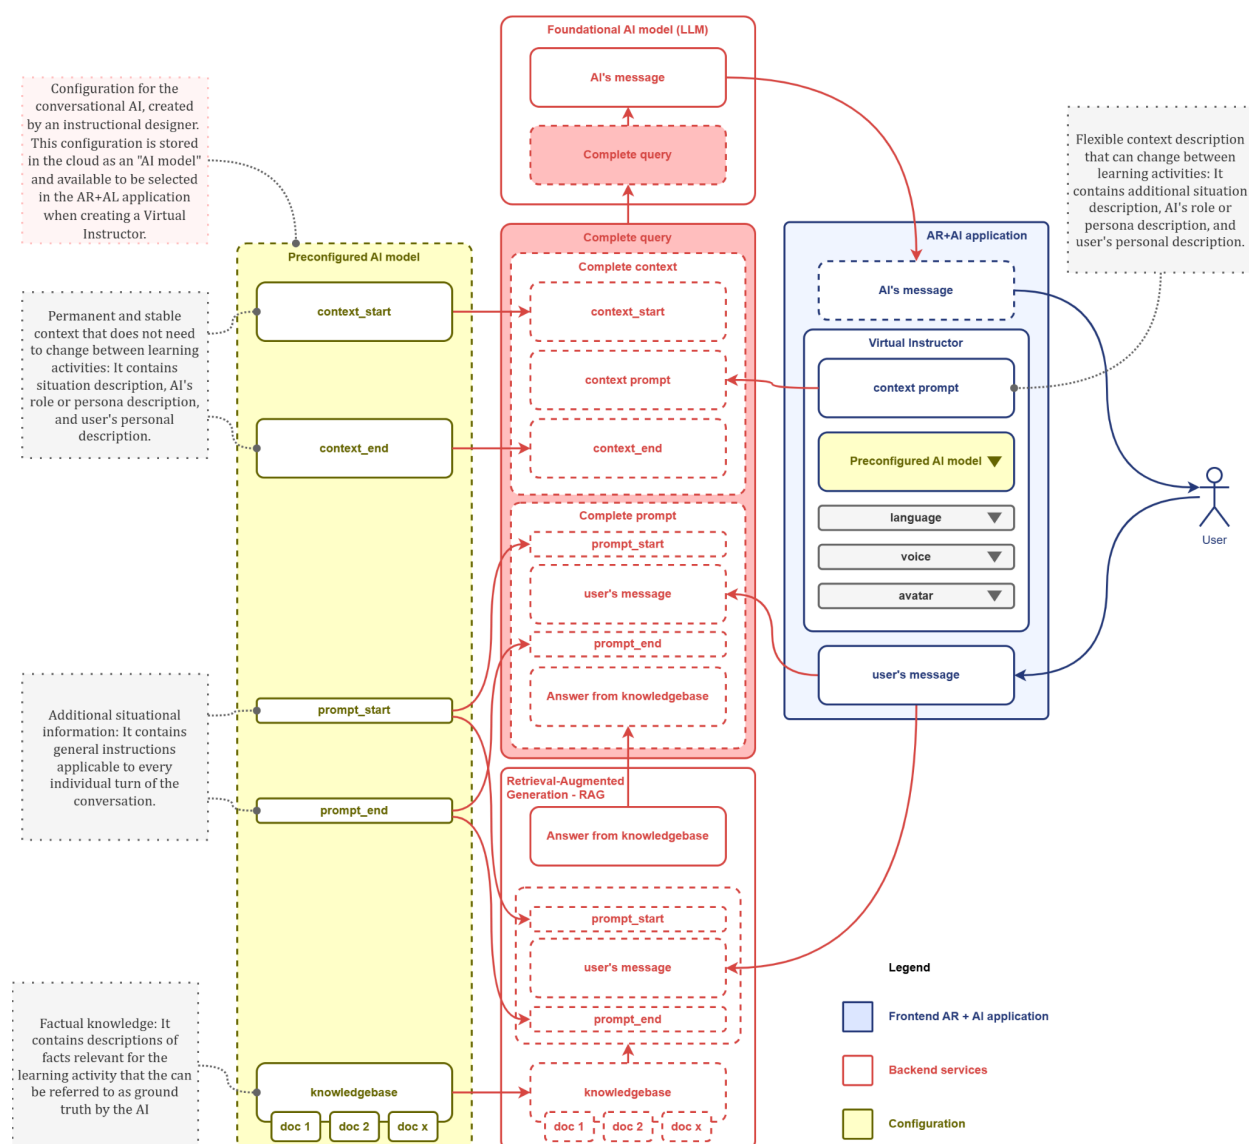 Foundational AI model (LLM)
AI's message
Complete query
Configuration for the
conversational AI, created
by an instructional designer.
This configuration is stored
in the cloud as an "AI model"
and available to be selected
in the AR+AL application
when creating a Virtual
Instructor.
Flexible context description
that can change between
learning activities: It
contains additional situation
description, AI's role or
persona description, and
user's personal description.
Permanent and stable
context that does not need
to change between learning
activities: It contains
situation description, AI's
role or persona description,
and user's personal
description.
Additional situational
information: It contains
general instructions
applicable to every
individual turn of the
conversation.
Factual knowledge: It
contains descriptions of
facts relevant for the
learning activity that the can
be referred to as ground
truth by the AI
Preconfigured AI model
context_start
context_end
prompt_start
prompt_end
knowledgebase
doc 1
doc 2
doc x
Complete query
Complete context
context_start
context prompt
context_end
Complete prompt
prompt_start
user's message
prompt_end
Answer from knowledgebase
Retrieval-Augmented
Generation - RAG
Answer from knowledgebase
prompt_start
user's message
prompt_end
knowledgebase
doc 1
doc 2
doc x
AR+AI application
AI's message
Virtual Instructor
context prompt
Preconfigured AI model
language
voice
avatar
user's message
User
Legend
Frontend AR + AI application
Backend services
Configuration